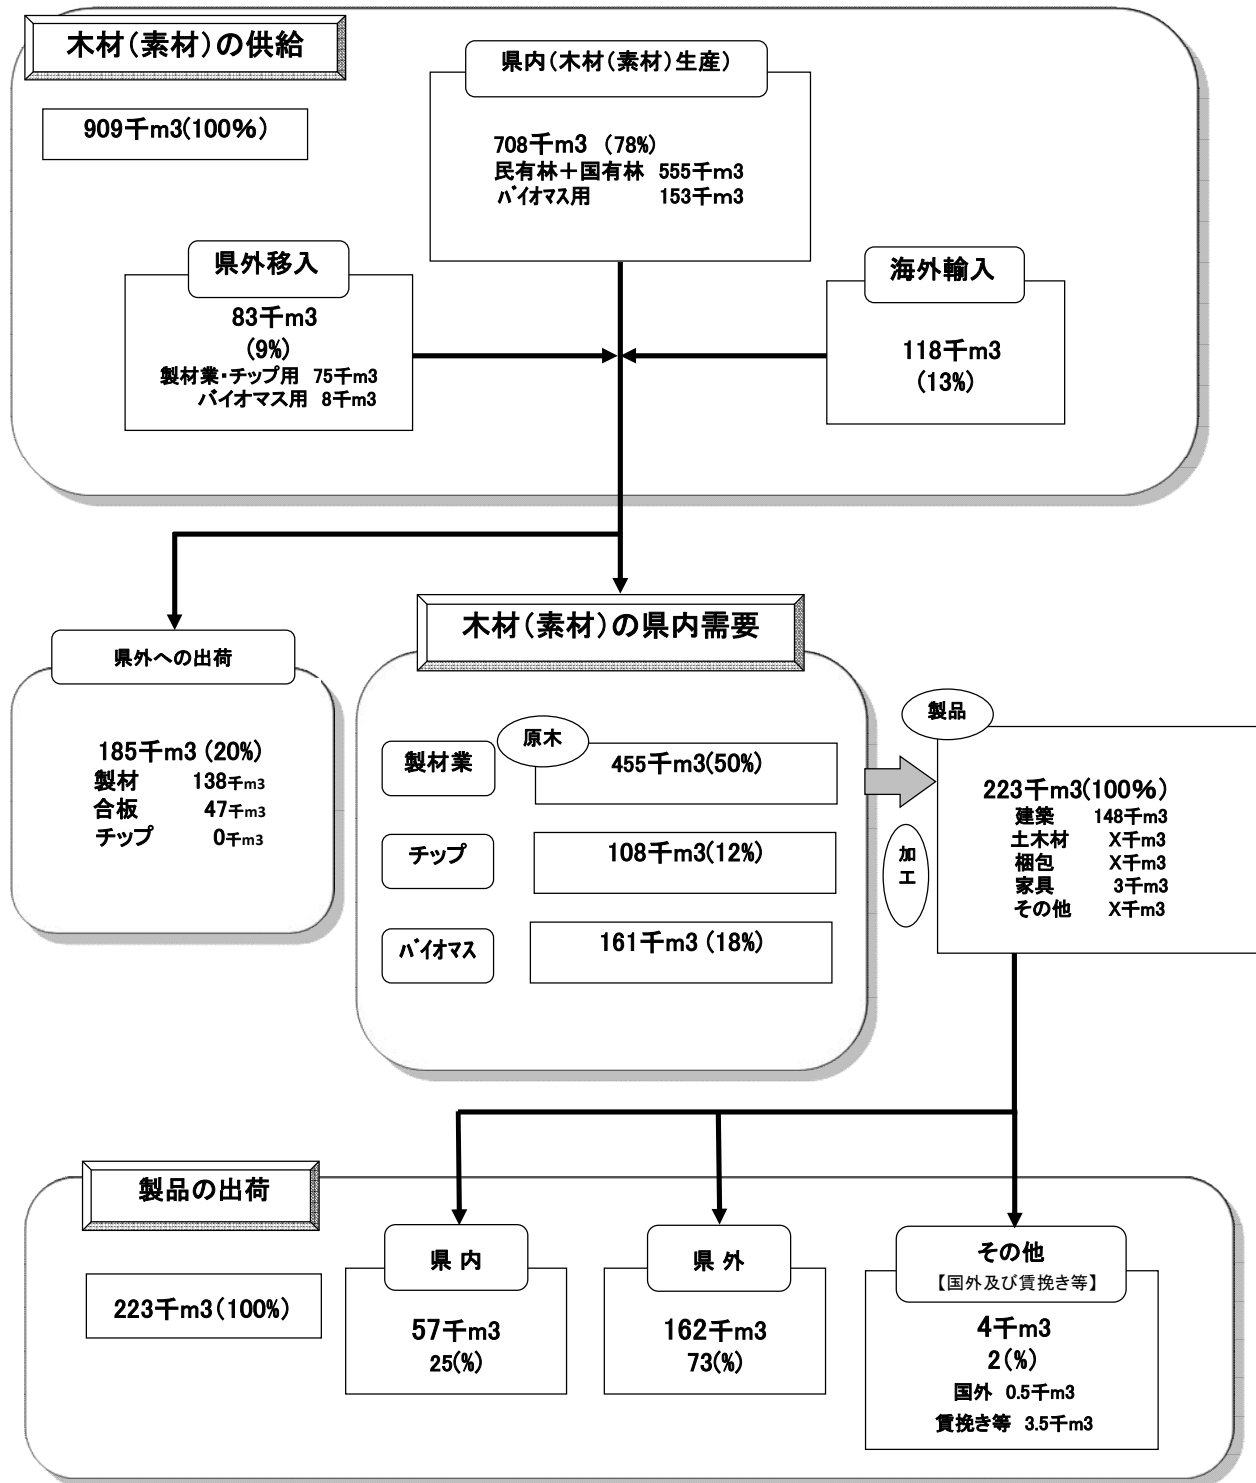 木材（素材）の供給
909千m3(100%)
県内（木材（素材）生産）
708千m3 (78%)
民有林＋国有林 555千m3
バイオマス用 153千m3
県外移入
83千m3
(9%)
製材業・チップ用 75千m3
バイオマス用 8千m3
海外輸入
118千m3
(13%)
県外への出荷
185千m3 (20%)
製材 138千m3
合板 47千m3
チップ 0千m3
木材（素材）の県内需要
原木
製材業 455千m3(50%)
チップ 108千m3(12%)
バイオマス 161千m3 (18%)
加工
製品
223千m3(100%)
建築 148千m3
土木材 X千m3
梱包 X千m3
家具 3千m3
その他 X千m3
製品の出荷
223千m3(100%)
県 内
57千m3
25(%)
県 外
162千m3
73(%)
その他
【国外及び賃挽き等】
4千m3
2(%)
国外 0.5千m3
賃挽き等 3.5千m3